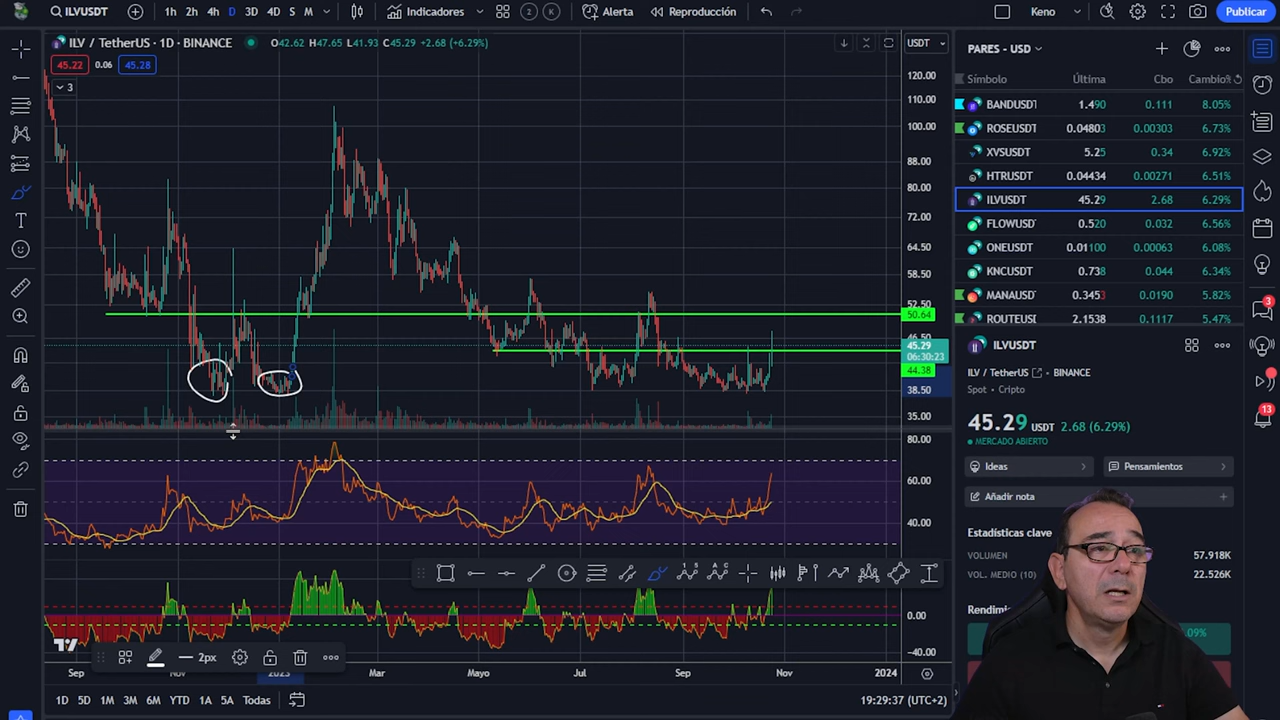 ILVUSDT
1h 2h 4h D 3D 4D S M
Indicadores
2 K
Alerta
Reproducción
Keno
Publicar
ILV / TetherUS · 1D · BINANCE
O42.62 H47.65 L41.93 C45.29 +2.68 (+6.29%)
USDT
45.22 0.06 45.28
3
120.00
110.00
100.00
88.00
80.00
72.00
64.50
58.50
52.50
50.64
45.29
06:30:23
44.38
38.50
35.00
80.00
60.00
40.00
0.00
-40.00
PARES - USD
Símbolo Última Cbo Cambio%
BANDUSDT 1.490 0.111 8.05%
ROSEUSDT 0.04803 0.00303 6.73%
XVSUSDT 5.25 0.34 6.92%
HTRUSDT 0.04434 0.00271 6.51%
ILVUSDT 45.29 2.68 6.29%
FLOWUSD 0.520 0.032 6.56%
ONEUSDT 0.01100 0.00063 6.08%
KNCUSDT 0.738 0.044 6.34%
MANAUSD 0.3453 0.0190 5.82%
ROUTEUS 2.1538 0.1117 5.47%
ILVUSDT
ILV / TetherUS BINANCE
Spot • Cripto
45.29 USDT 2.68 (6.29%)
MERCADO ABIERTO
Ideas
Pensamientos
Añadir nota
Estadísticas clave
VOLUMEN 57.918K
VOL. MEDIO (10) 22.526K
3
13
2px
Sep 2023 Mar Mayo Jul Sep Nov 2024
1D 5D 1M 3M 6M YTD 1A 5A Todas
19:29:37 (UTC+2)